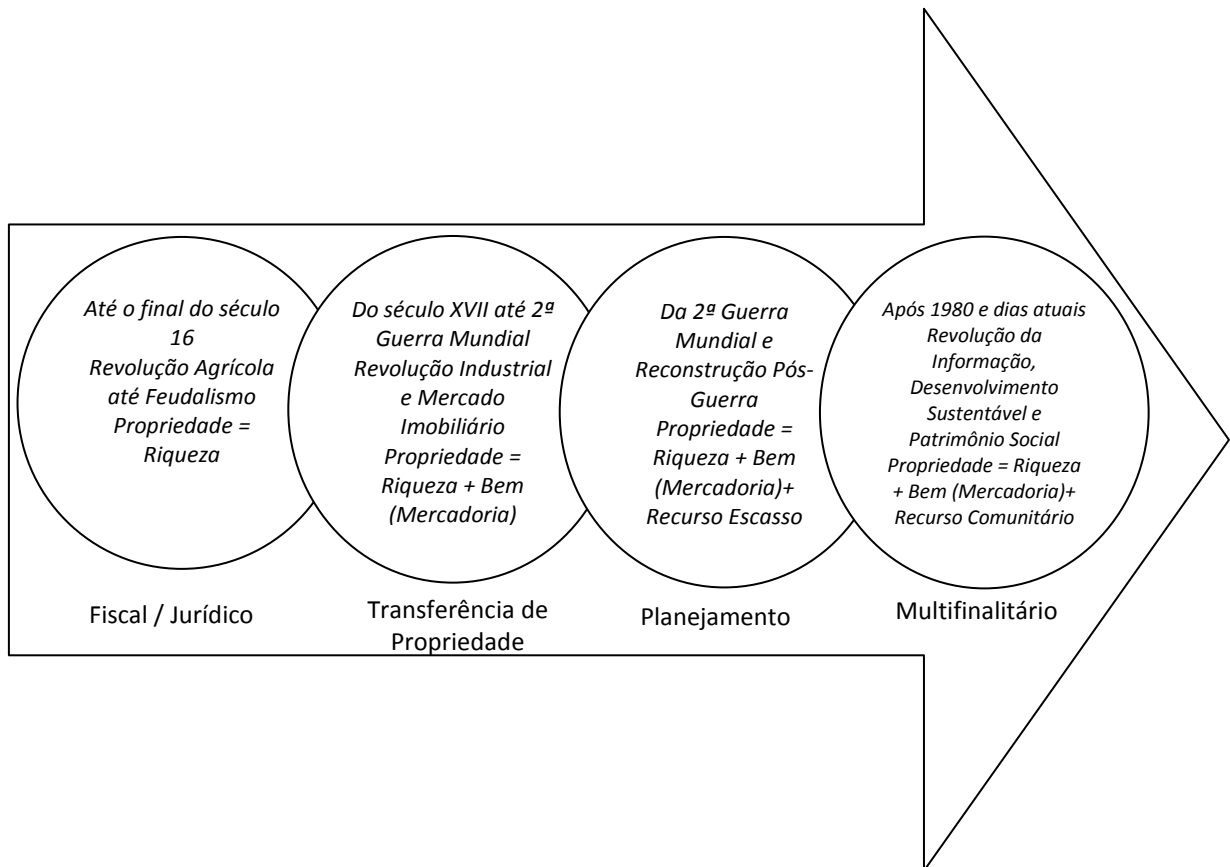 Até o final do século
16
Revolução Agrícola
até Feudalismo
Propriedade =
Riqueza
Fiscal / Jurídico
Do século XVII até 2ª
Guerra Mundial
Revolução Industrial
e Mercado
Imobiliário
Propriedade =
Riqueza + Bem
(Mercadoria)
Transferência de
Propriedade
Da 2ª Guerra
Mundial e
Reconstrução Pós-
Guerra
Propriedade =
Riqueza + Bem
(Mercadoria)+
Recurso Escasso
Planejamento
Após 1980 e dias atuais
Revolução da
Informação,
Desenvolvimento
Sustentável e
Patrimônio Social
Propriedade = Riqueza
+ Bem (Mercadoria)+
Recurso Comunitário
Multifinalitário